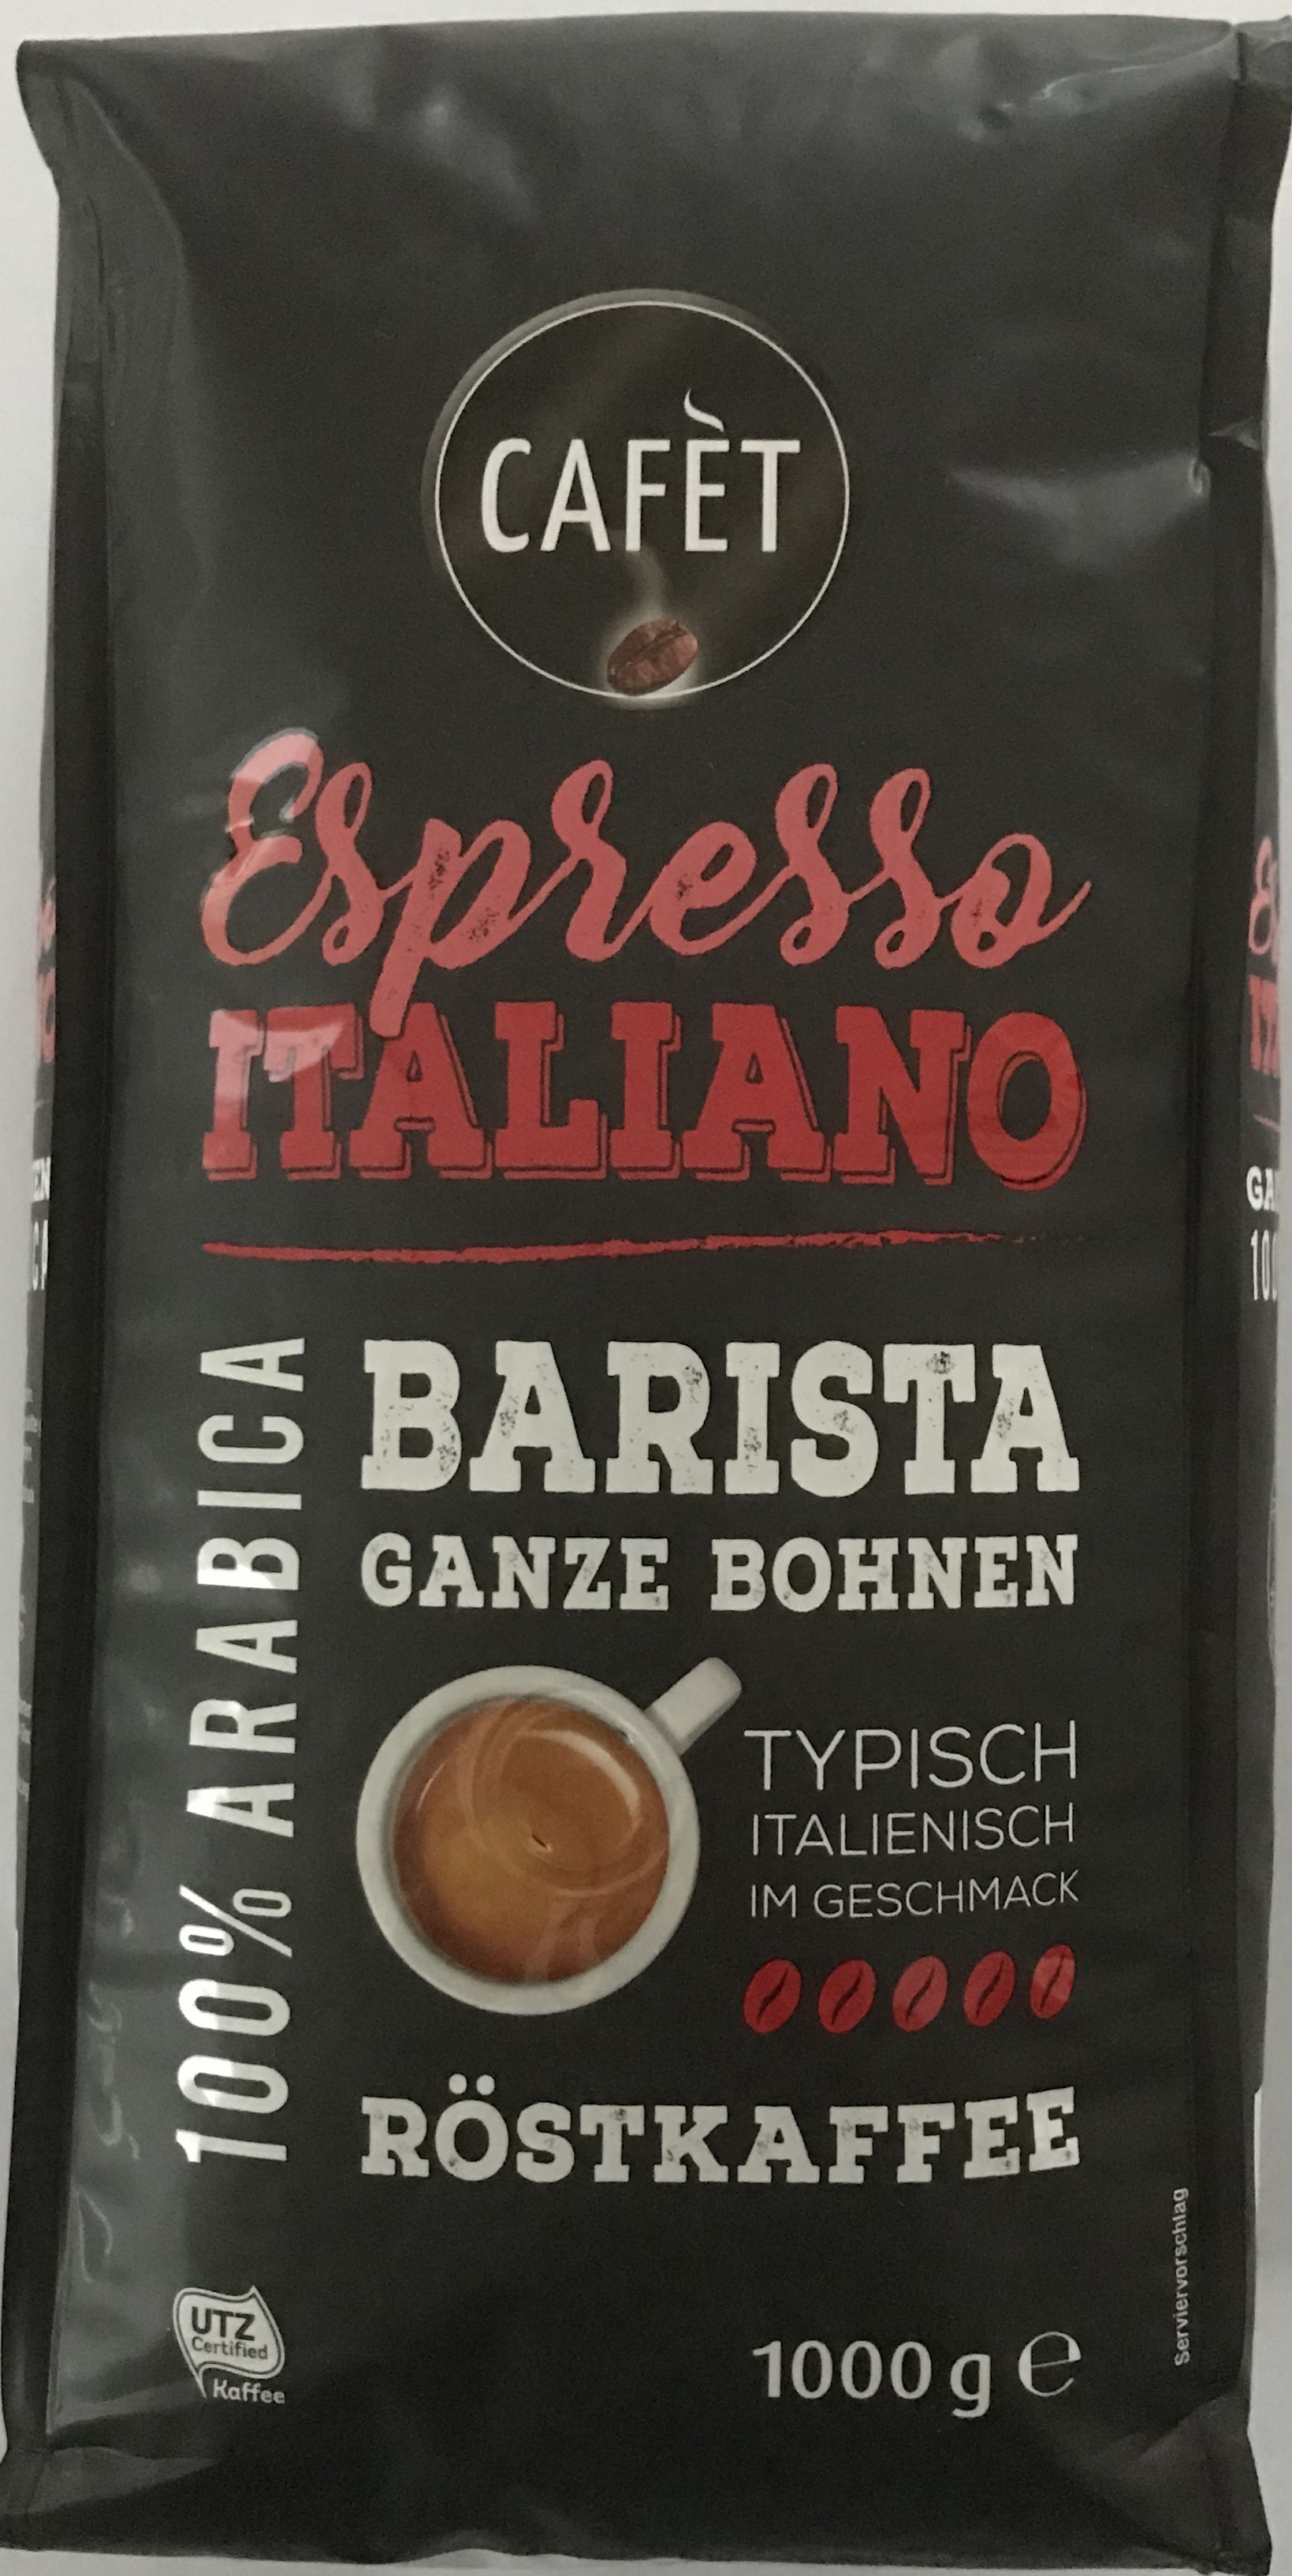 CAFÈT
Espresso
ITALIANO
100% ARABICA
BARISTA
GANZE BOHNEN
TYPISCH
ITALIENISCH
IM GESCHMACK
RÖSTKAFFEE
UTZ
Certified
Kaffee
1000 g ℮
Serviervorschlag